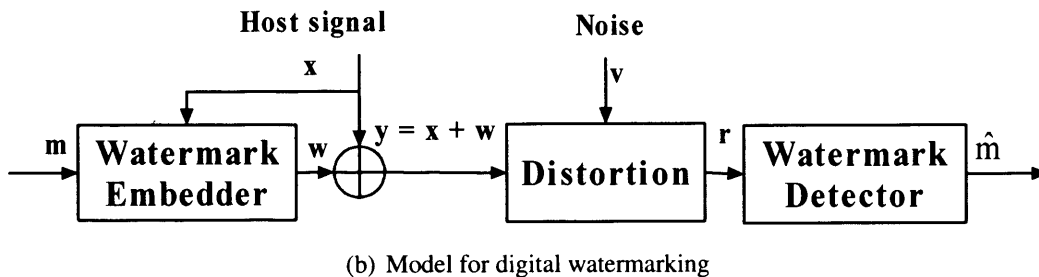 Host signal
Noise
x
v
m
Watermark
Embedder
w
y = x + w
Distortion
r
Watermark
Detector
m̂
(b) Model for digital watermarking